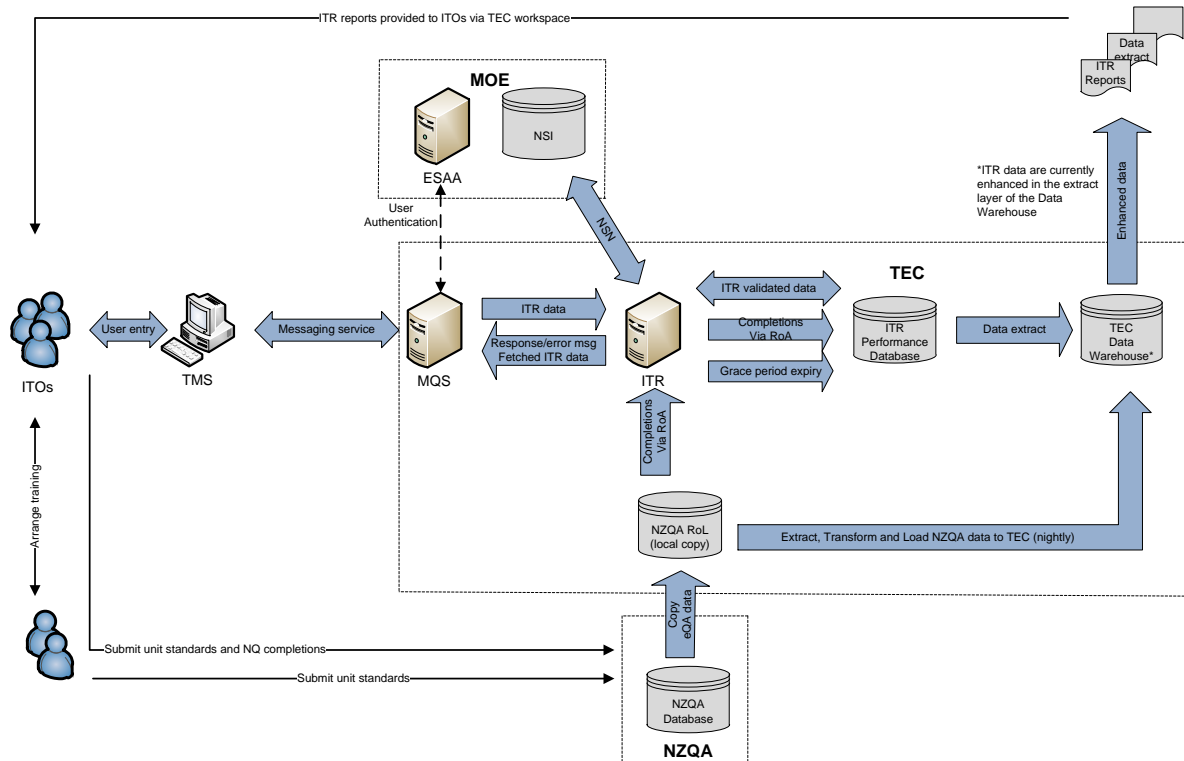 ITR reports provided to ITOs via TEC workspace
Data
extract
ITR
Reports
MOE
NSI
ESAA
User
Authentication
NSN
*ITR data are currently
enhanced in the extract
layer of the Data
Warehouse
Enhanced data
TEC
ITOs
User entry
TMS
Messaging service
MQS
ITR data
Response/error msg
Fetched ITR data
ITR
ITR validated data
Completions
Via RoA
Grace period expiry
ITR
Performance
Database
Data extract
TEC
Data
Warehouse*
Completions
Via RoA
Arrange training
NZQA RoL
(local copy)
Extract, Transform and Load NZQA data to TEC (nightly)
Copy
eQA data
Submit unit standards and NQ completions
Submit unit standards
NZQA
Database
NZQA